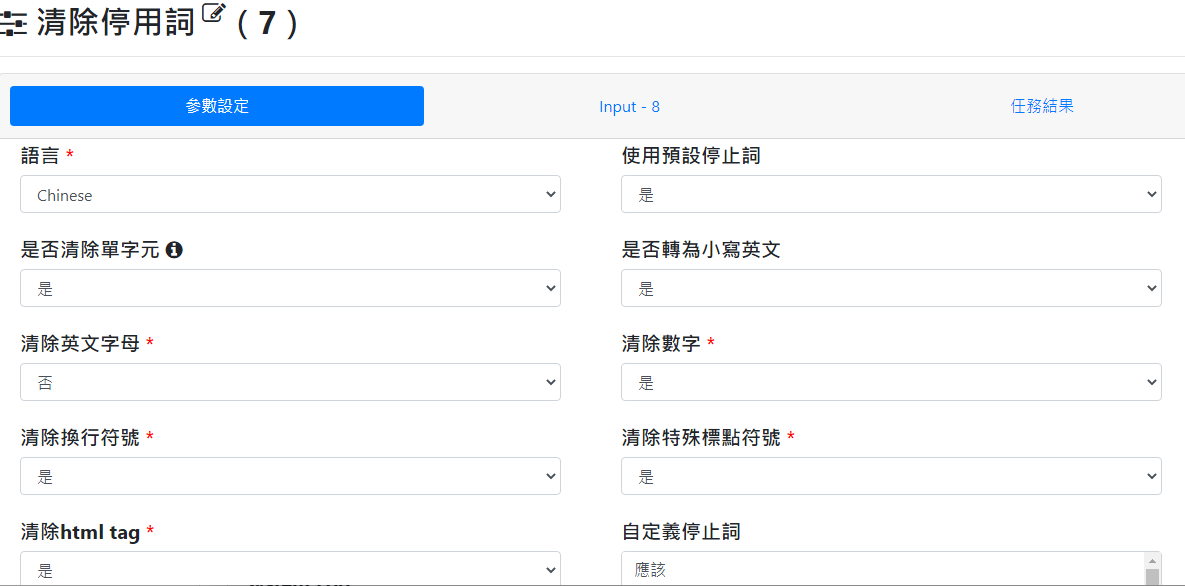 清除停用詞 ( 7 )
參數設定 Input - 8 任務結果
語言 * 使用預設停止詞
Chinese 是
是否清除單字元 是否轉為小寫英文
是 是
清除英文字母 * 清除數字 *
否 是
清除換行符號 * 清除特殊標點符號 *
是 是
清除html tag * 自定義停止詞
是 應該